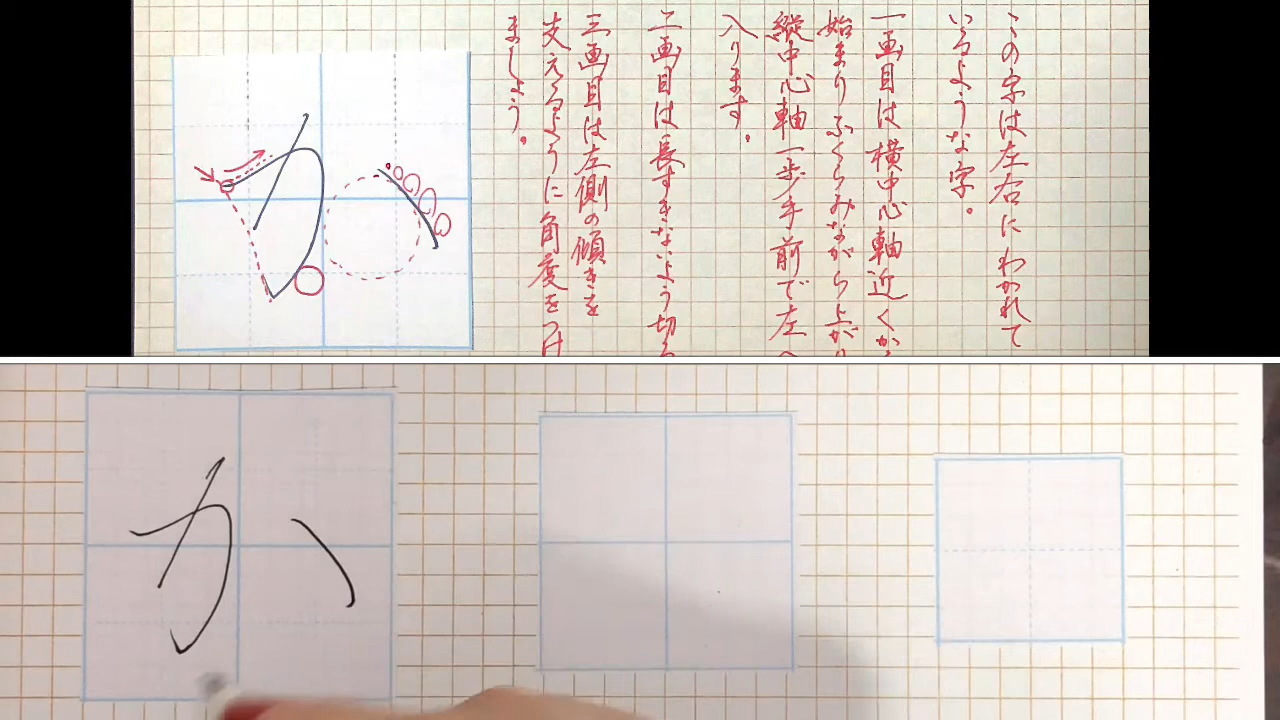 この字は左右にわかれて
いるような字。
一画目は横中心軸近くか
始まりふくらみながら上が
縦中心軸一歩手前で左
入ります。
二画目は長すぎないよう切
三画目は左側の傾きを
支えるように角度をつけ
ましょう。
か
か